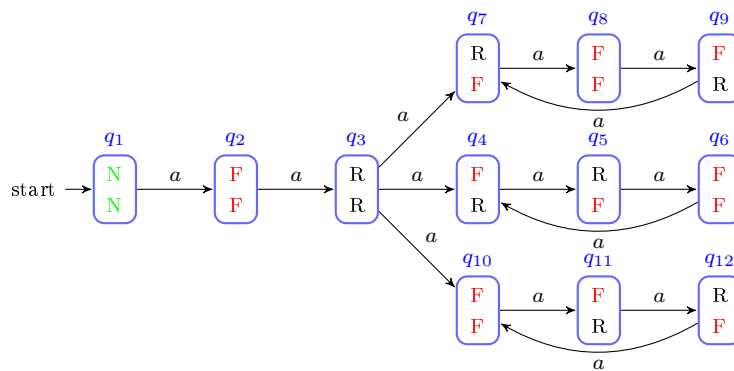 q7 q8 q9
R F F
a a
F F R
a
a
q1 q2 q3 q4 q5 q6
start N F R F R F
a a a a a
N F R R F F
a
a
q10 q11 q12
F F R
a a
F R F
a